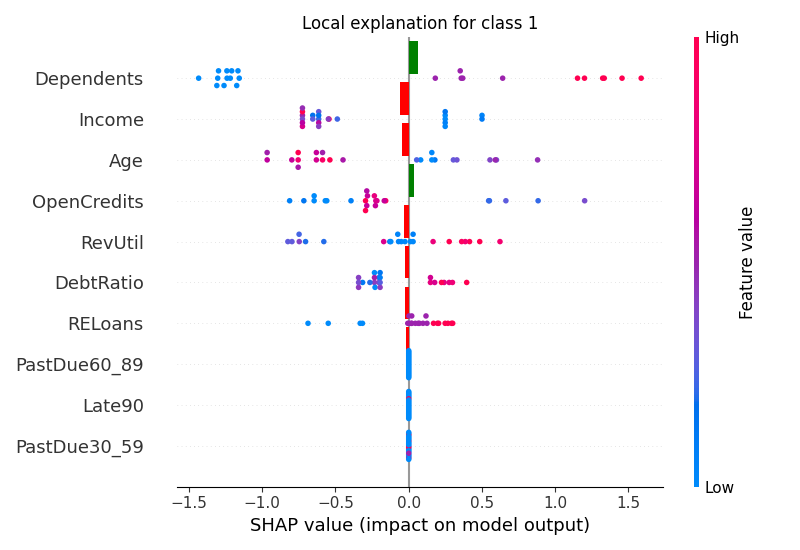 Local explanation for class 1
High
Dependents
Income
Age
OpenCredits
RevUtil
DebtRatio
RELoans
PastDue60_89
Late90
PastDue30_59
Feature value
Low
−1.5 −1.0 −0.5 0.0 0.5 1.0 1.5
SHAP value (impact on model output)